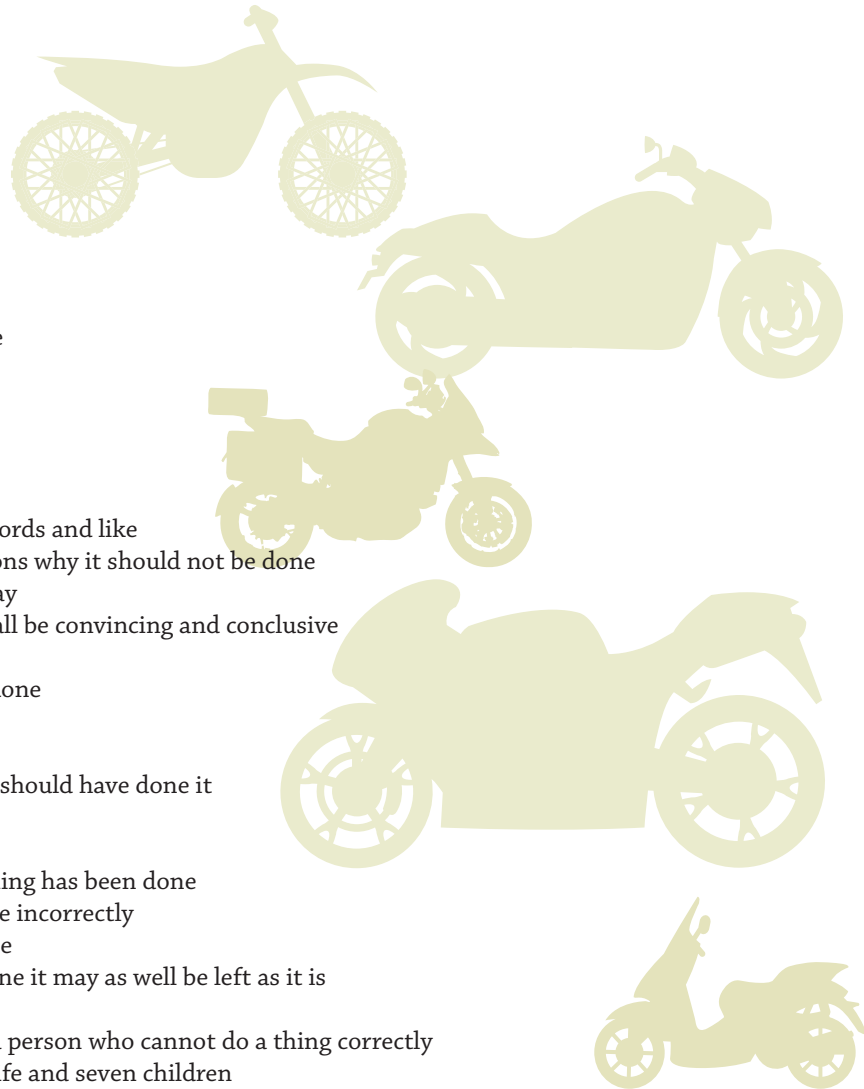 e
ords and like
ons why it should not be done
ay
all be convincing and conclusive
one
should have done it
ing has been done
e incorrectly
e
ne it may as well be left as it is
person who cannot do a thing correctly
ife and seven children